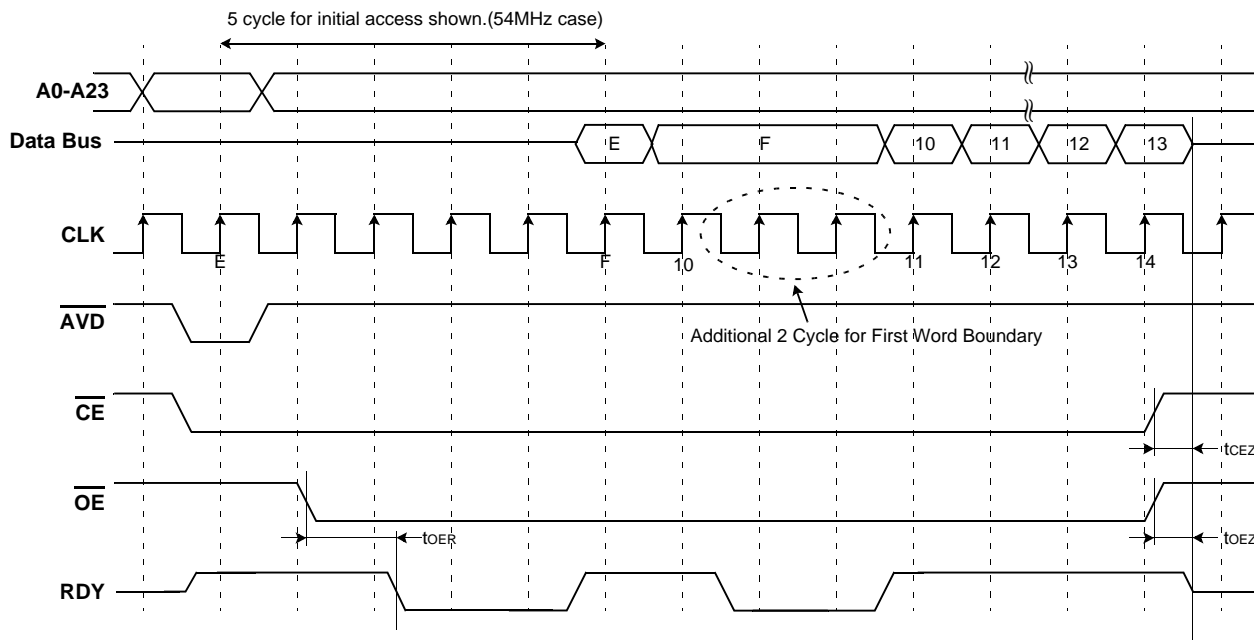 5 cycle for initial access shown.(54MHz case)
A0-A23
Data Bus
E F 10 11 12 13
CLK
E F 10 11 12 13 14
AVD
Additional 2 Cycle for First Word Boundary
CE
tCEZ
OE
tOER
tOEZ
RDY